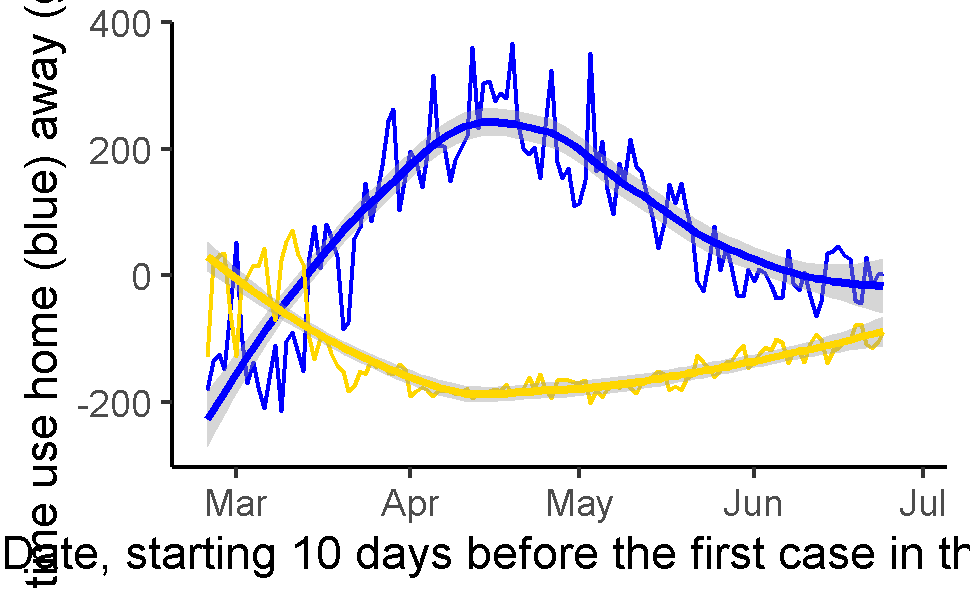 time use home (blue) away (
400
200
0
-200
Mar Apr May Jun Jul
Date, starting 10 days before the first case in th